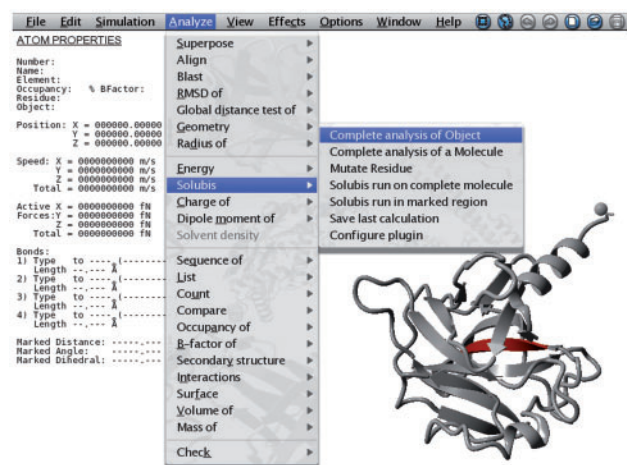 File Edit Simulation Analyze View Effects Options Window Help
ATOM PROPERTIES
Number:
Name:
Element:
Occupancy: % BFactor:
Residue:
Object:
Position: X = 000000.00000
Y = 000000.00000
Z = 000000.00000
Speed: X = 0000000000 m/s
Y = 0000000000 m/s
Z = 0000000000 m/s
Total = 0000000000 m/s
Active X = 0000000000 fN
Forces:Y = 0000000000 fN
Z = 0000000000 fN
Total = 0000000000 fN
Bonds:
1) Type to ----_(--------
Length --.--- Å
2) Type to ----_(--------
Length --.--- Å
3) Type to ----_(--------
Length --.--- Å
4) Type to ----_(--------
Length --.--- Å
Marked Distance: -----.---
Marked Angle: -----.---
Marked Dihedral: -----.---
Superpose
Align
Blast
RMSD of
Global distance test of
Geometry
Radius of
Energy
Solubis
Charge of
Dipole moment of
Solvent density
Sequence of
List
Count
Compare
Occupancy of
B-factor of
Secondary structure
Interactions
Surface
Volume of
Mass of
Check
Complete analysis of Object
Complete analysis of a Molecule
Mutate Residue
Solubis run on complete molecule
Solubis run in marked region
Save last calculation
Configure plugin